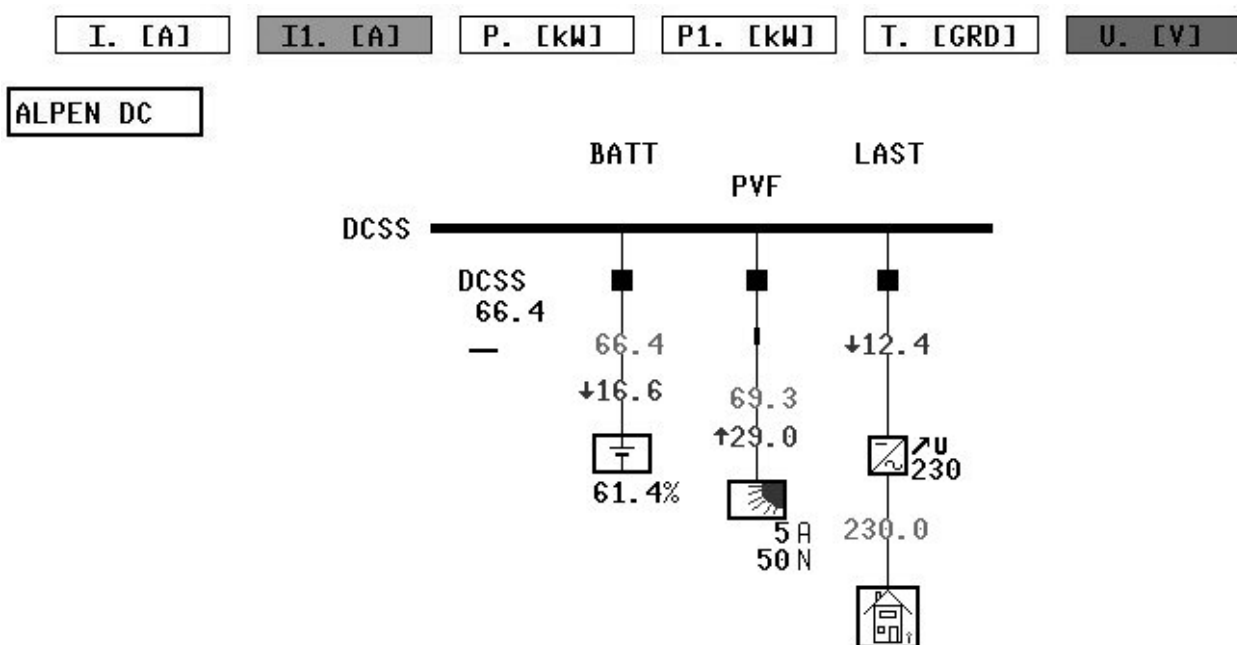 I. [A] I1. [A] P. [kW] P1. [kW] T. [GRD] U. [V]
ALPEN DC
BATT LAST
PVF
DCSS
DCSS
66.4
66.4 ↓12.4
↓16.6 69.3
↑29.0
↗U
230
61.4%
5 A 230.0
50 N